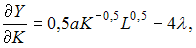 ∂Y/∂K = 0,5aK^{-0,5}L^{0,5} − 4λ,